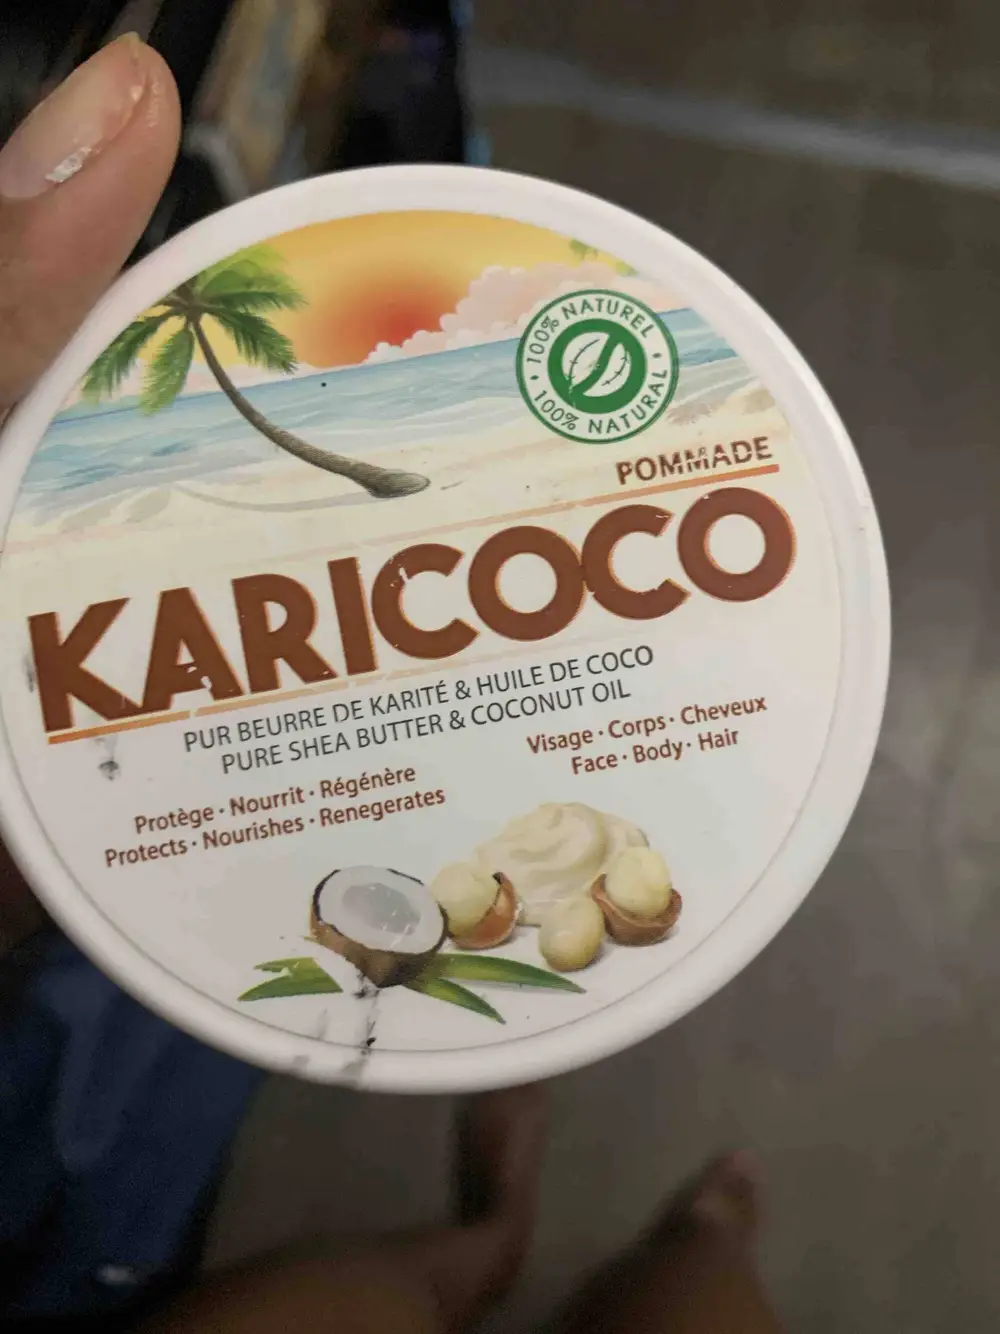 100% NATUREL
100% NATURAL
POMMADE
KARICOCO
PUR BEURRE DE KARITÉ & HUILE DE COCO
PURE SHEA BUTTER & COCONUT OIL
Protège · Nourrit · Régénère
Protects · Nourishes · Renegerates
Visage · Corps · Cheveux
Face · Body · Hair